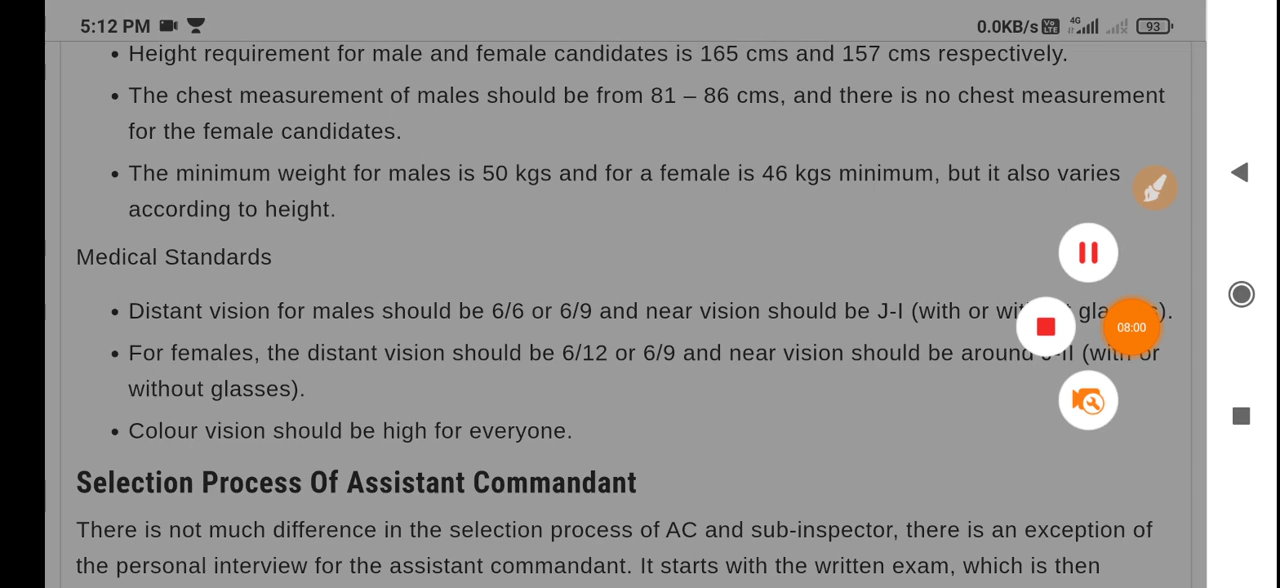 5:12 PM 0.0KB/s Vo LTE 4G 93
• Height requirement for male and female candidates is 165 cms and 157 cms respectively.
• The chest measurement of males should be from 81 – 86 cms, and there is no chest measurement
for the female candidates.
• The minimum weight for males is 50 kgs and for a female is 46 kgs minimum, but it also varies
according to height.
Medical Standards
• Distant vision for males should be 6/6 or 6/9 and near vision should be J-I (with or
08:00
• For females, the distant vision should be 6/12 or 6/9 and near vision should be around (with or
without glasses).
• Colour vision should be high for everyone.
Selection Process Of Assistant Commandant
There is not much difference in the selection process of AC and sub-inspector, there is an exception of
the personal interview for the assistant commandant. It starts with the written exam, which is then